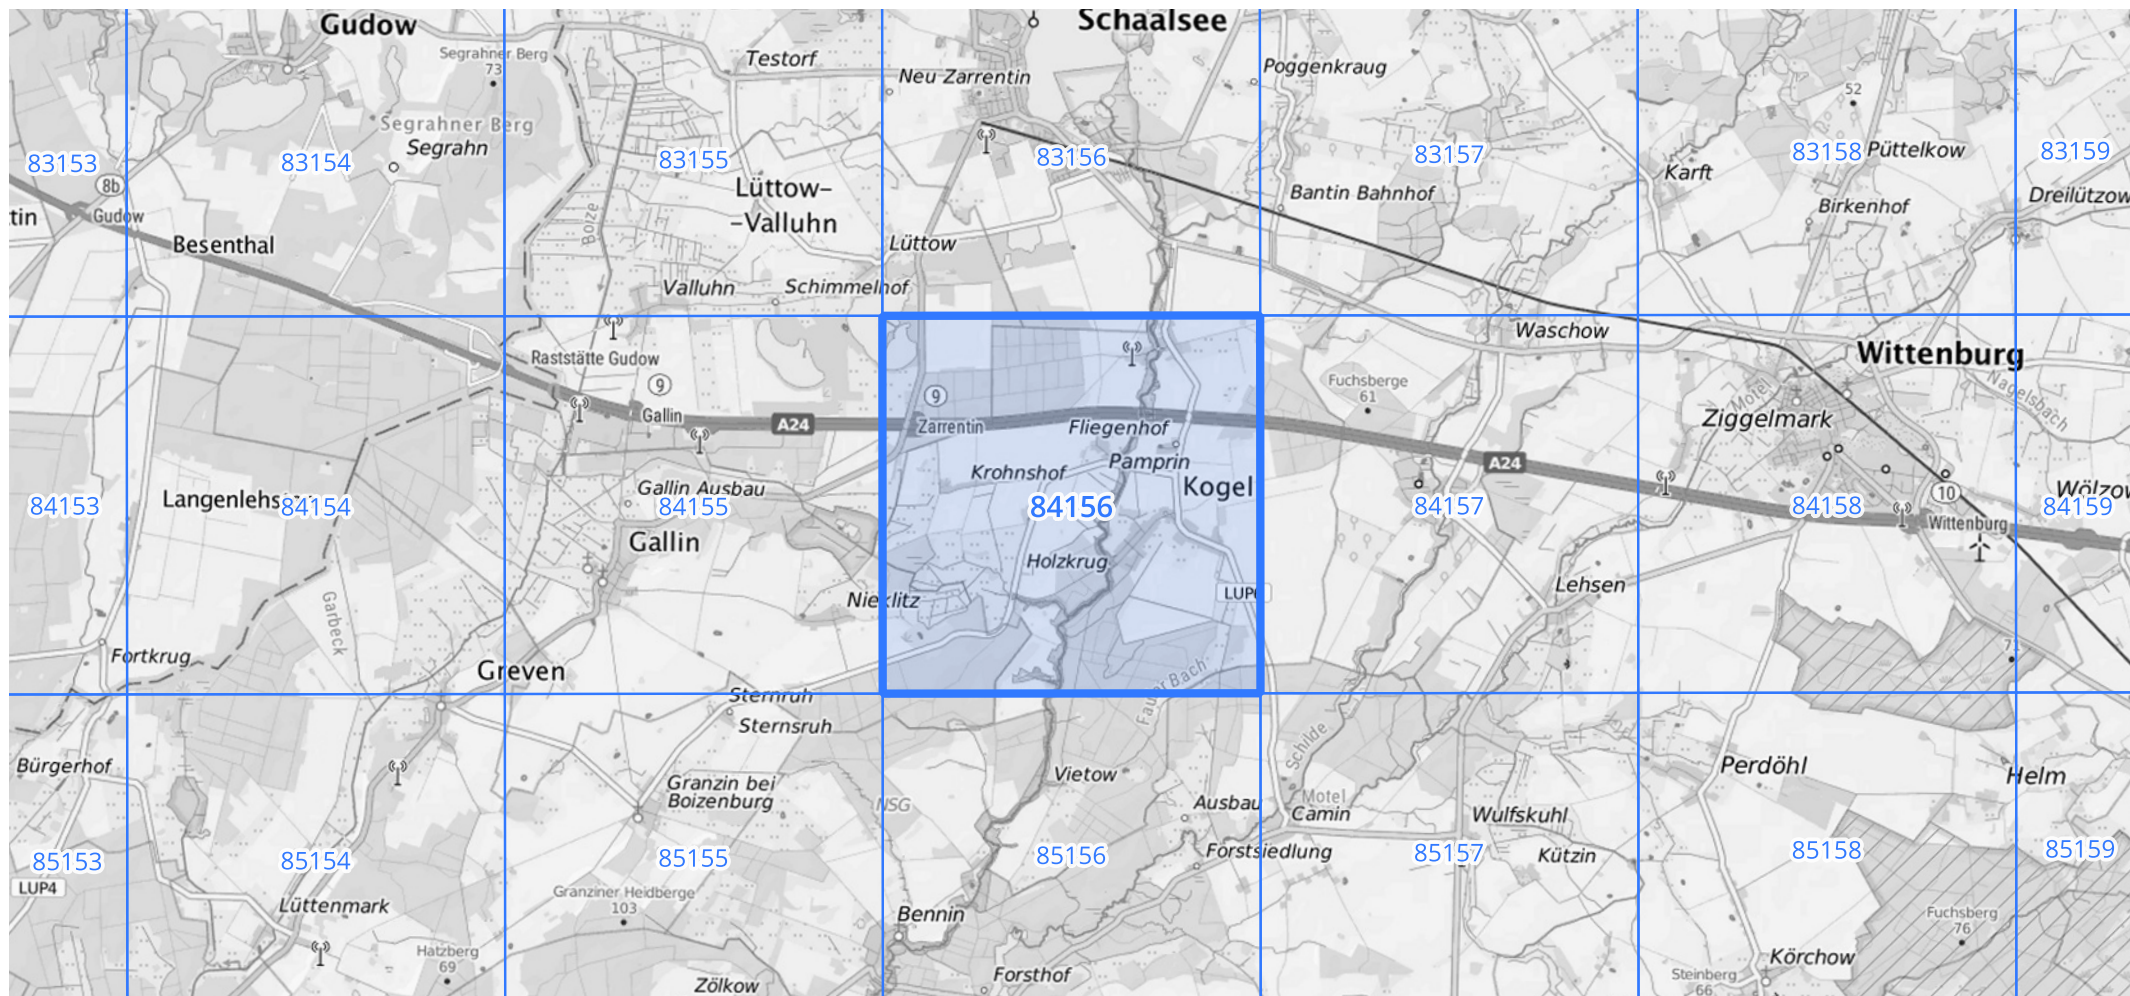 Gudow
Schaalsee
Segrahner Berg
73
Testorf
Neu Zarrentin
Poggenkraug
52
Segrahner Berg
Segrahn
Püttelkow
83153
83154
83155
83156
83157
83158
83159
8b
Karft
Lüttow-
-Valluhn
Bantin Bahnhof
Dreilützow
tin
Gudow
Boize
Birkenhof
Besenthal
Lüttow
Valluhn
Schimmelhof
Waschow
Wittenburg
Raststätte Gudow
9
Gallin
A24
9
Zarrentin
Fliegenhof
Fuchsberge
61
Motel
Nagelsbach
Ziggelmark
Krohnshof
Pamprin
A24
Gallin Ausbau
Kogel
10
Wölzow
Langenlehs
84153
84154
84155
84156
84157
84158
84159
Wittenburg
Gallin
Holzkrug
Lehsen
Nieklitz
LUP
Garbeck
Fortkrug
Greven
Bach
Sternruh
Sternsruh
Schilde
Bürgerhof
Vietow
Perdöhl
Helm
Granzin bei
Boizenburg
NSG
Ausbau
Motel
Camin
Wulfskuhl
85153
85154
85155
85156
85157
85158
85159
Forstsiedlung
Kützin
LUP4
Lüttenmark
Granziner Heidberge
103
Bennin
Fuchsberg
76
Hatzberg
69
Zölkow
Forsthof
Körchow
Steinberg
66